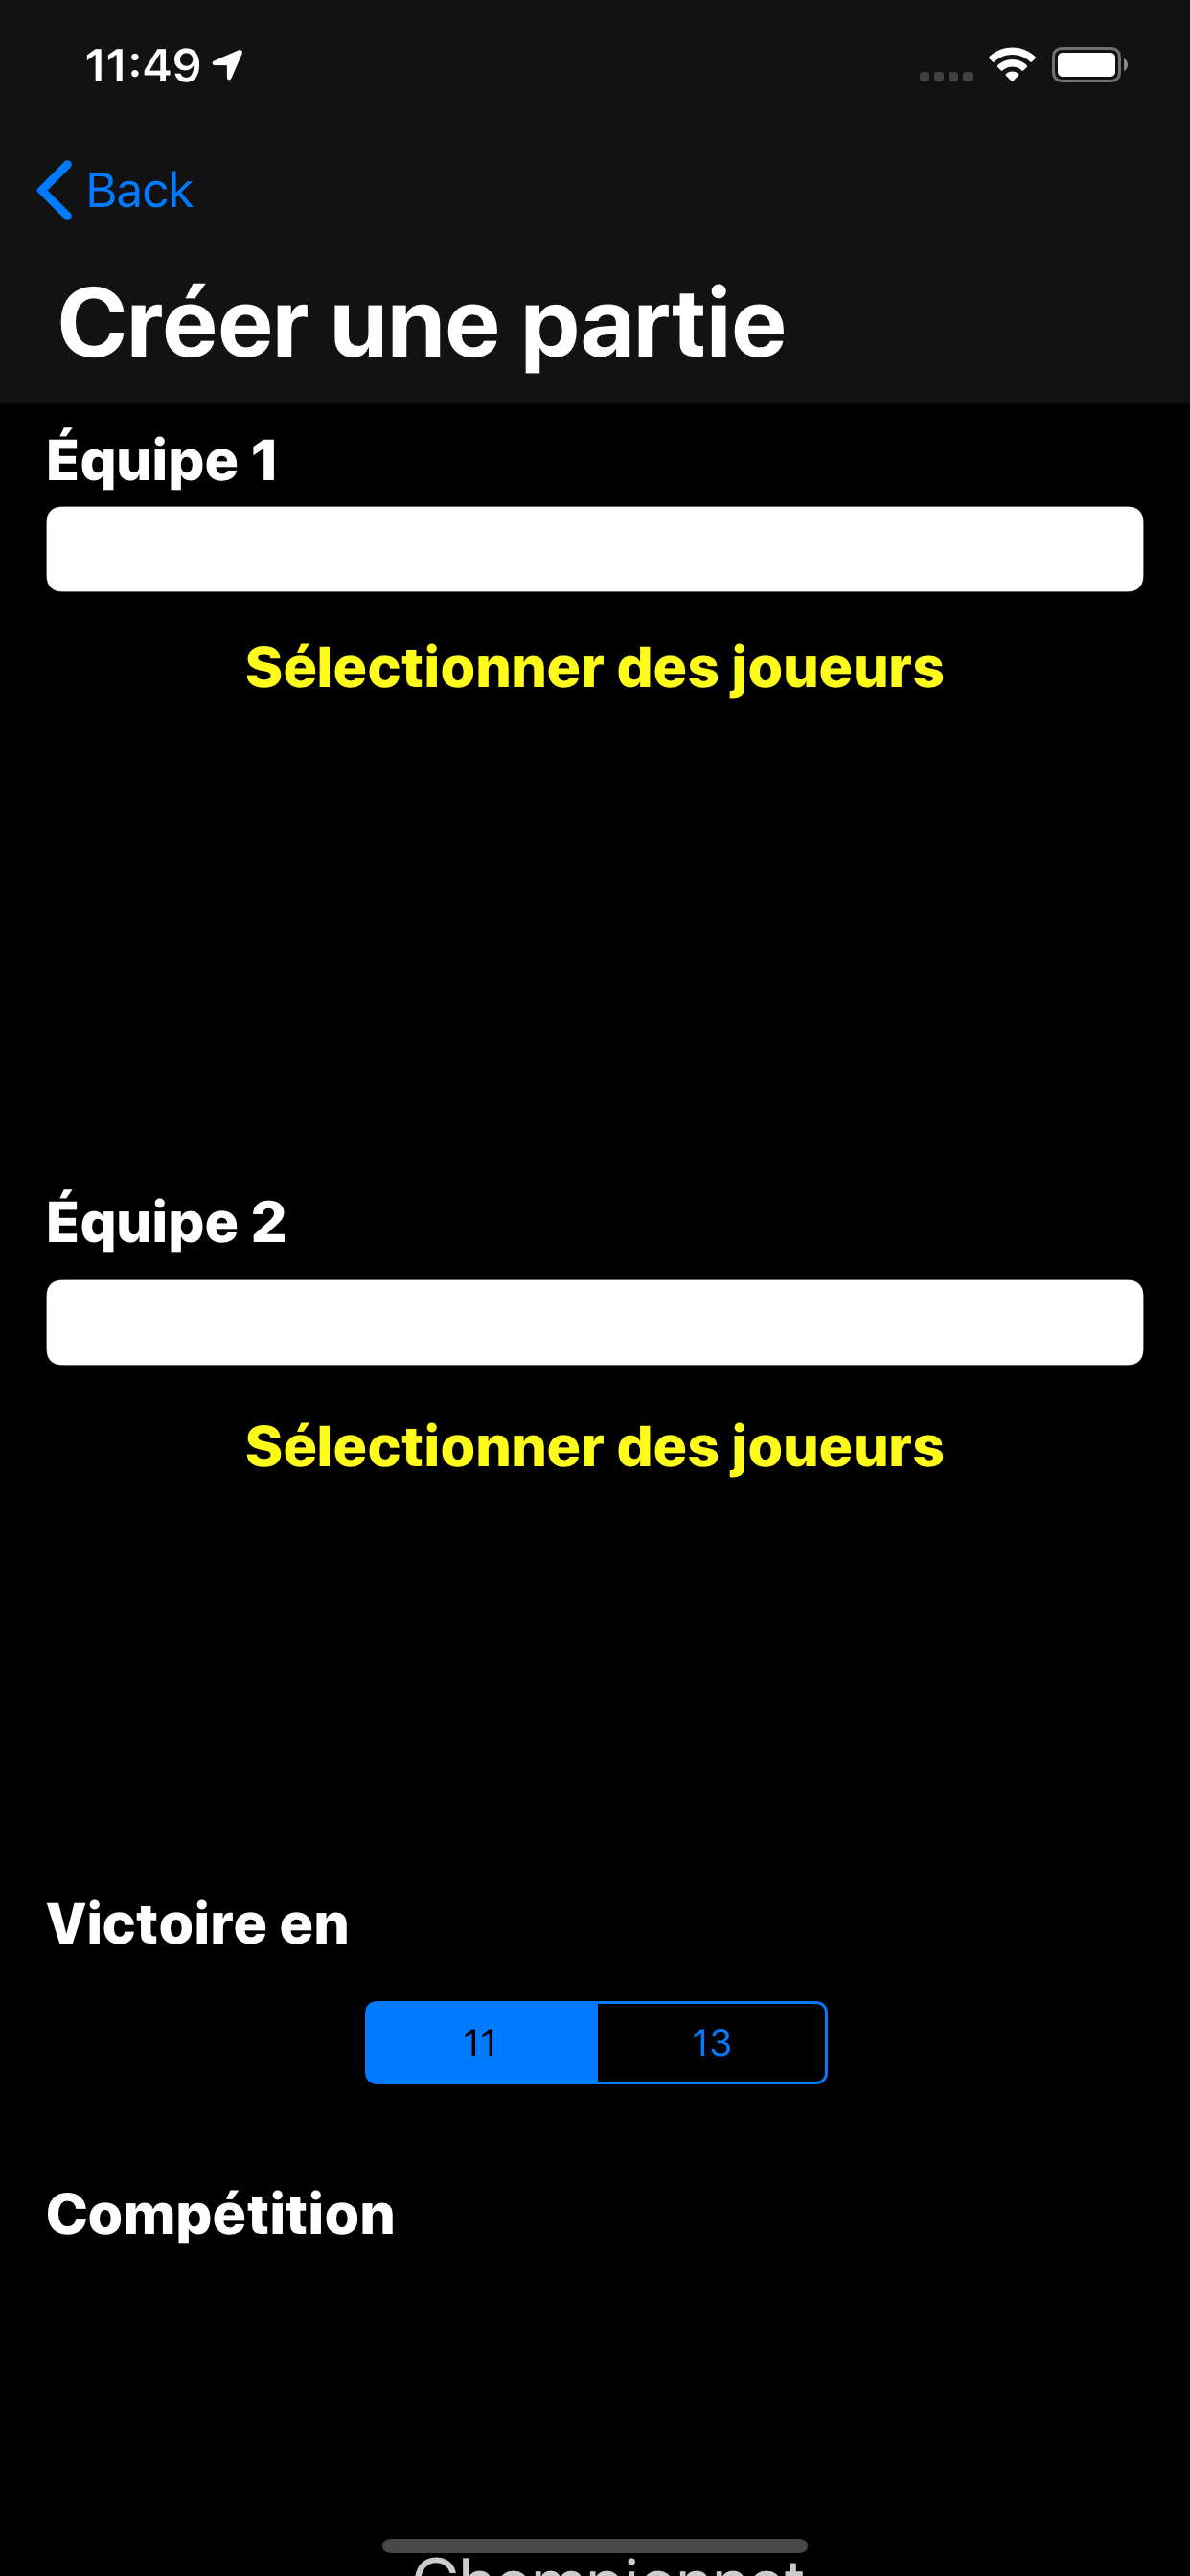 11:49
Back
Créer une partie
Équipe 1
Sélectionner des joueurs
Équipe 2
Sélectionner des joueurs
Victoire en
11 13
Compétition
Championnat